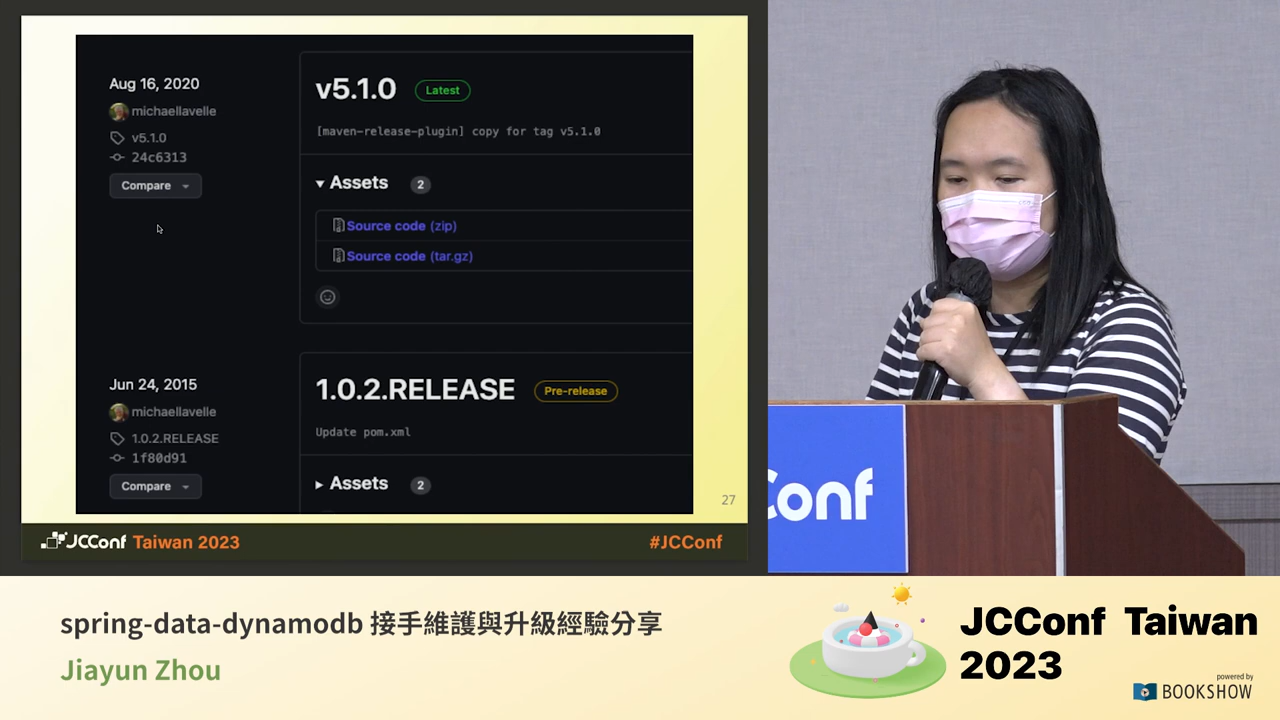 Aug 16, 2020
michaellavelle
v5.1.0
24c6313
Compare
v5.1.0 Latest
[maven-release-plugin] copy for tag v5.1.0
Assets 2
Source code (zip)
Source code (tar.gz)
Jun 24, 2015
michaellavelle
1.0.2.RELEASE
1f80d91
Compare
1.0.2.RELEASE Pre-release
Update pom.xml
Assets 2
27
JCConf Taiwan 2023
#JCConf
Conf
spring-data-dynamodb 接手維護與升級經驗分享
Jiayun Zhou
JCConf Taiwan
2023
powered by
BOOKSHOW